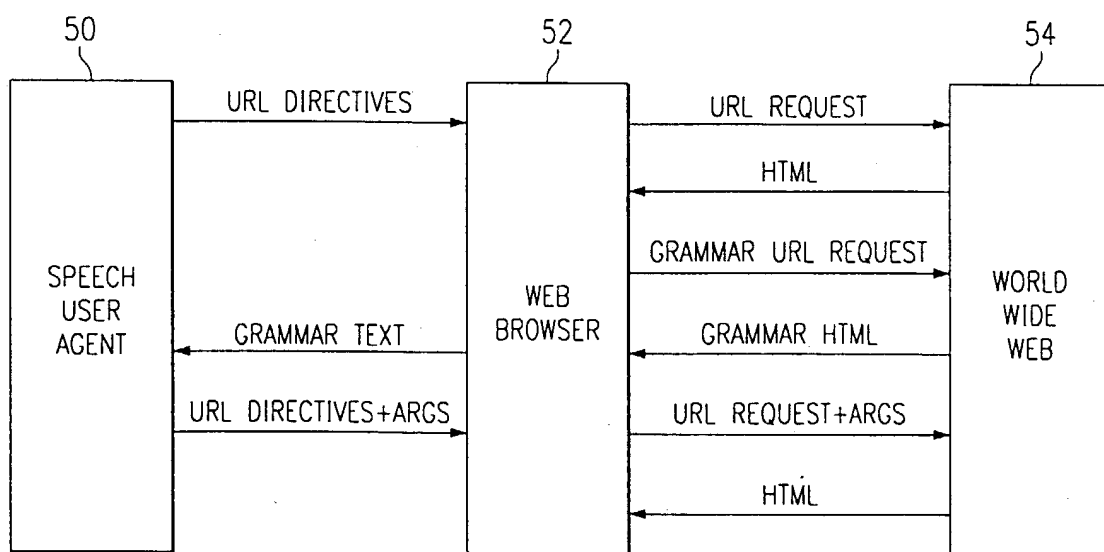 50
52
54
URL DIRECTIVES
URL REQUEST
HTML
GRAMMAR URL REQUEST
SPEECH
USER
AGENT
WEB
BROWSER
WORLD
WIDE
WEB
GRAMMAR TEXT
GRAMMAR HTML
URL DIRECTIVES+ARGS
URL REQUEST+ARGS
HTML